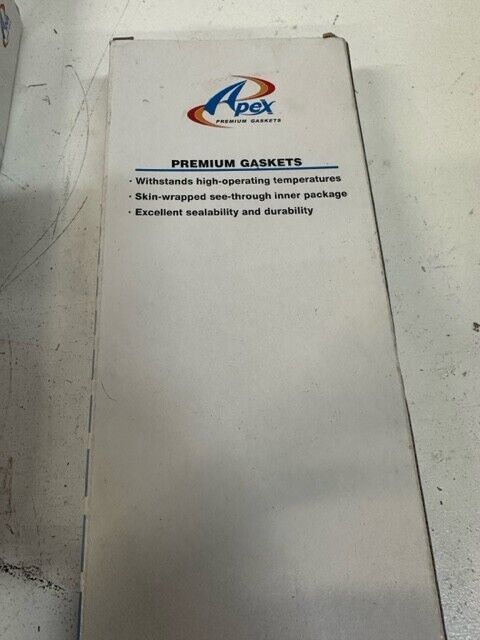 Apex
PREMIUM GASKETS
PREMIUM GASKETS
· Withstands high-operating temperatures
· Skin-wrapped see-through inner package
· Excellent sealability and durability